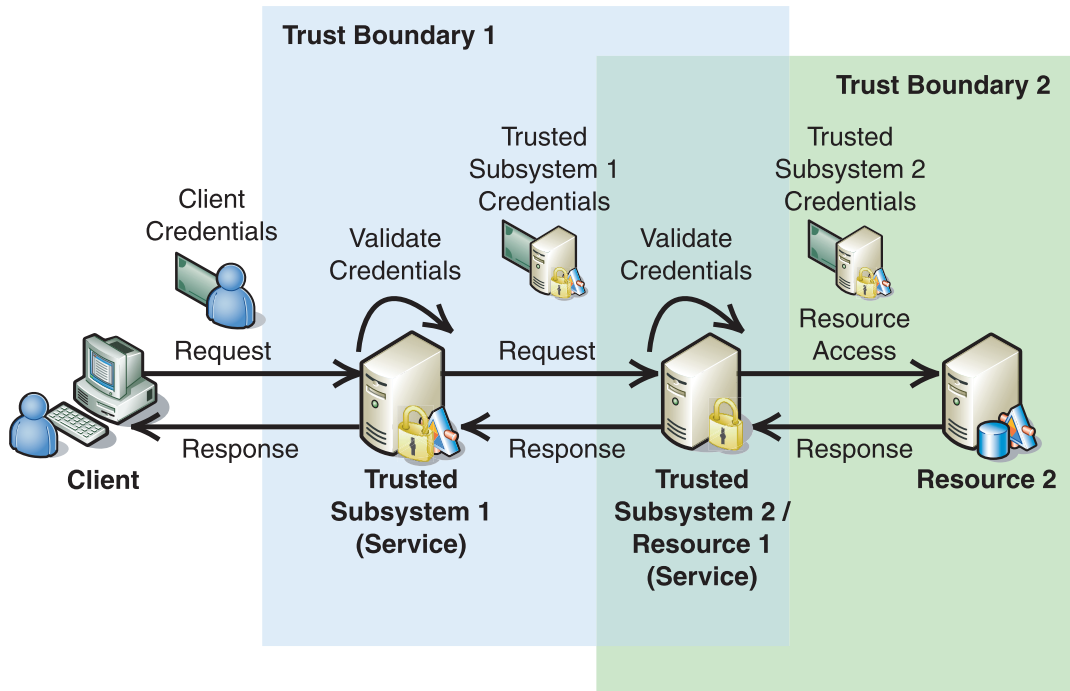 Trust Boundary 1
Trust Boundary 2
Client
Credentials
Validate
Credentials
Trusted
Subsystem 1
Credentials
Validate
Credentials
Trusted
Subsystem 2
Credentials
Request
Request
Resource
Access
Response
Response
Response
Client
Trusted
Subsystem 1
(Service)
Trusted
Subsystem 2 /
Resource 1
(Service)
Resource 2